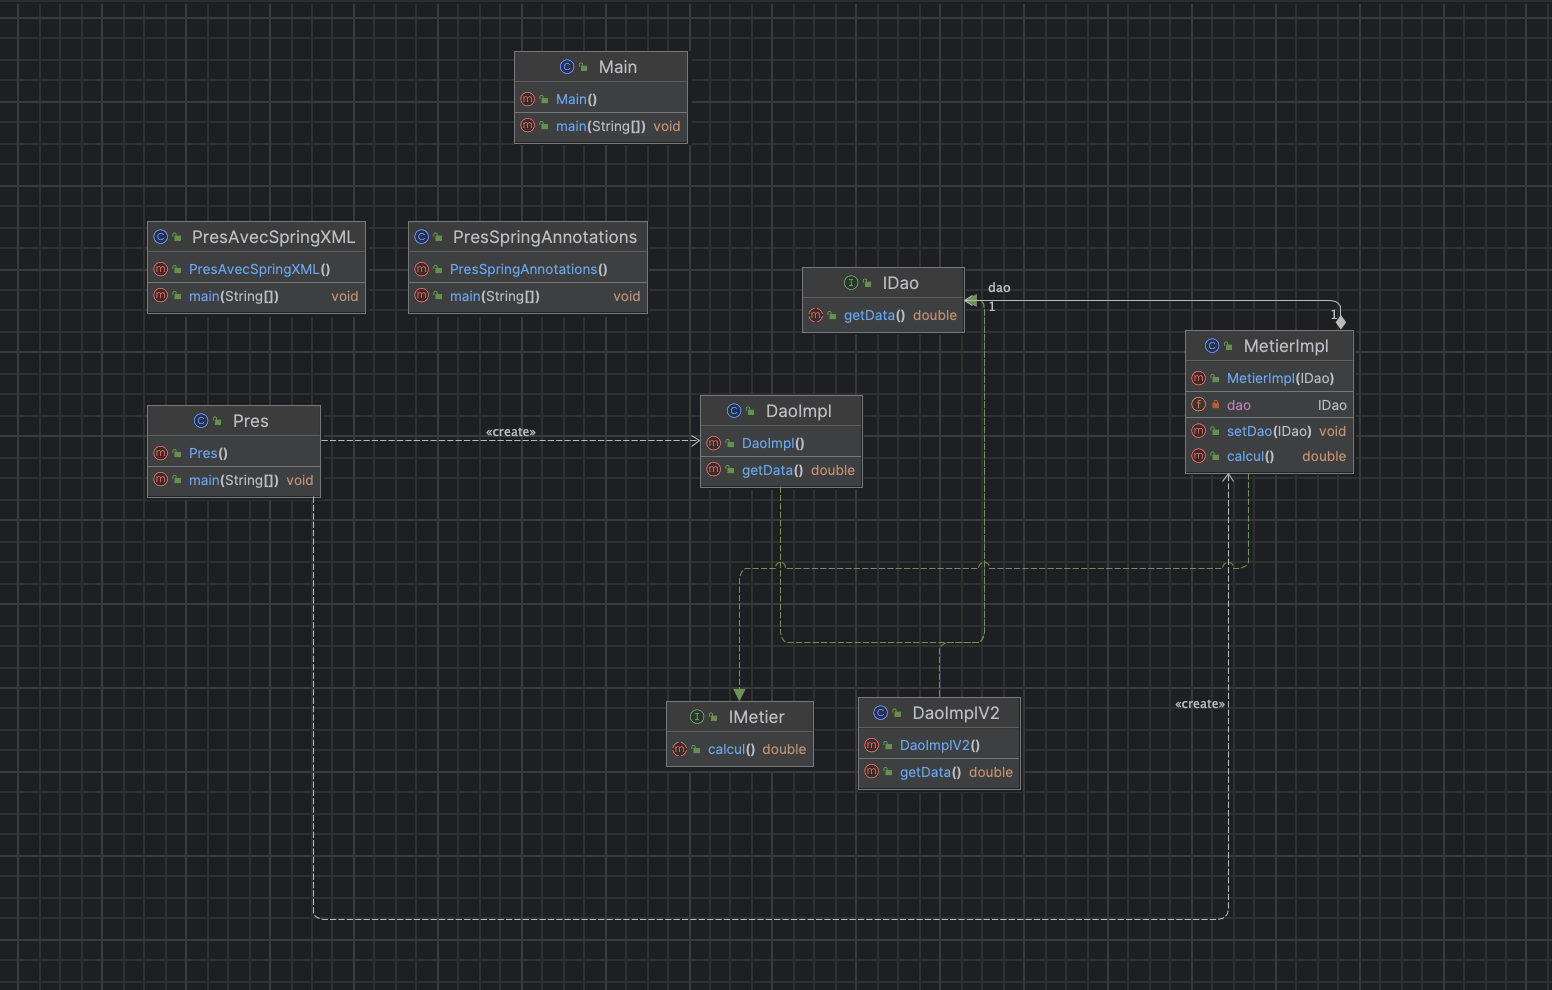 Main
Main()
main(String[]) void
PresAvecSpringXML
PresAvecSpringXML()
main(String[]) void
PresSpringAnnotations
PresSpringAnnotations()
main(String[]) void
IDao
getData() double
dao
1
1
MetierImpl
MetierImpl(IDao)
dao IDao
setDao(IDao) void
calcul() double
Pres
Pres()
main(String[]) void
«create»
DaoImpl
DaoImpl()
getData() double
IMetier
calcul() double
DaoImplV2
DaoImplV2()
getData() double
«create»